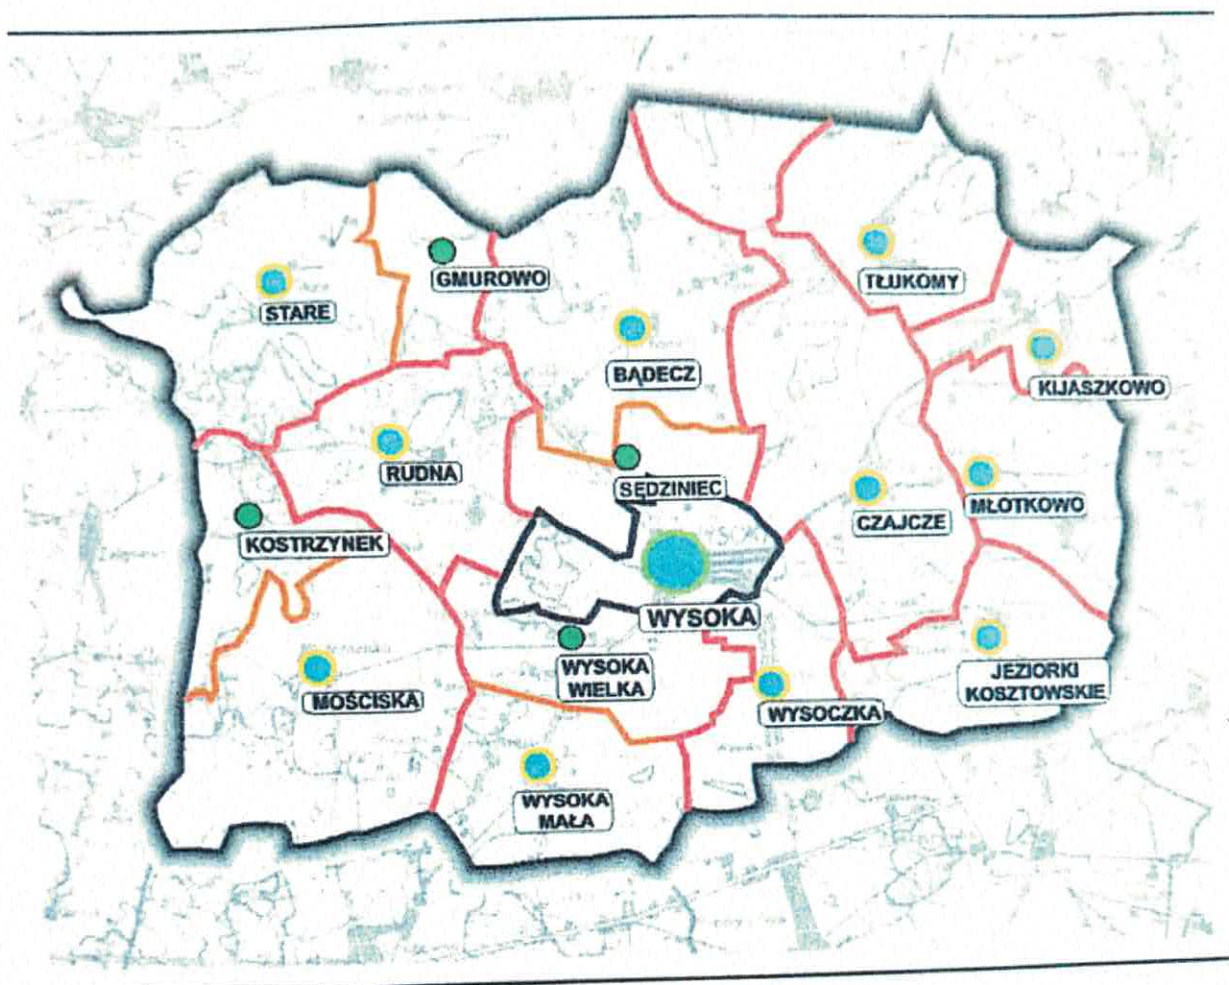 GMUROWO
TŁUKOMY
STARE
BĄDECZ
KIJASZKOWO
RUDNA
SĘDZINIEC
MŁOTKOWO
CZAJCZE
KOSTRZYNEK
WYSOKA
WYSOKA
WIELKA
JEZIORKI
KOSZTOWSKIE
MOŚCISKA
WYSOCZKA
WYSOKA
MAŁA